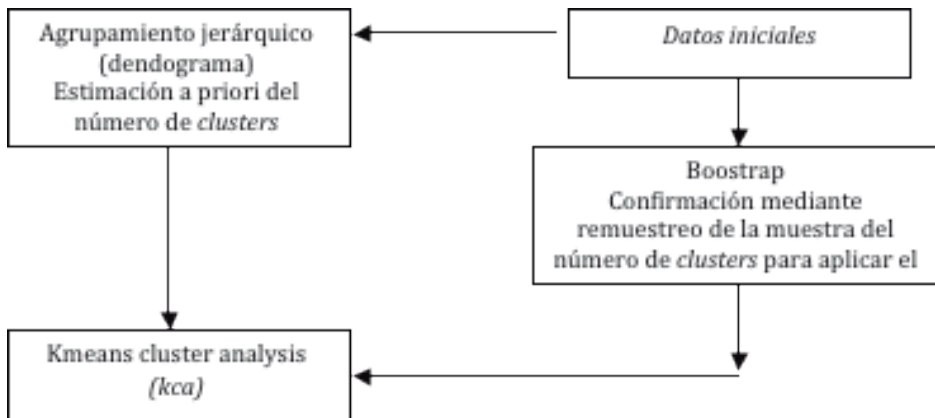 Agrupamiento jerárquico
(dendograma)
Estimación a priori del
número de clusters
Datos iniciales
Boostrap
Confirmación mediante
remuestreo de la muestra del
número de clusters para aplicar el
Kmeans cluster analysis
(kca)